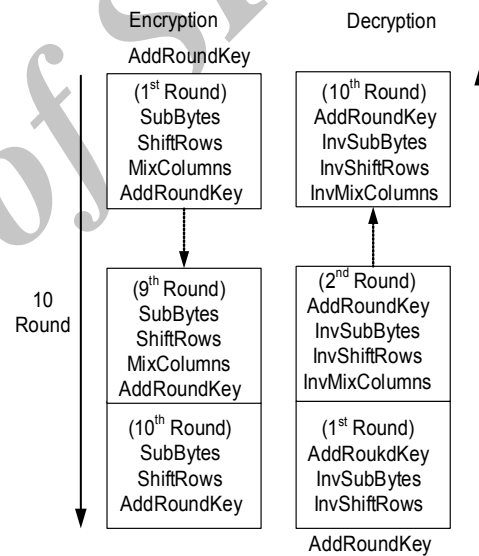 Encryption
AddRoundKey
(1st Round)
SubBytes
ShiftRows
MixColumns
AddRoundKey
(9th Round)
SubBytes
ShiftRows
MixColumns
AddRoundKey
(10th Round)
SubBytes
ShiftRows
AddRoundKey
10
Round
Decryption
(10th Round)
AddRoundKey
InvSubBytes
InvShiftRows
InvMixColumns
(2nd Round)
AddRoundKey
InvSubBytes
InvShiftRows
InvMixColumns
(1st Round)
AddRoukdKey
InvSubBytes
InvShiftRows
AddRoundKey
of